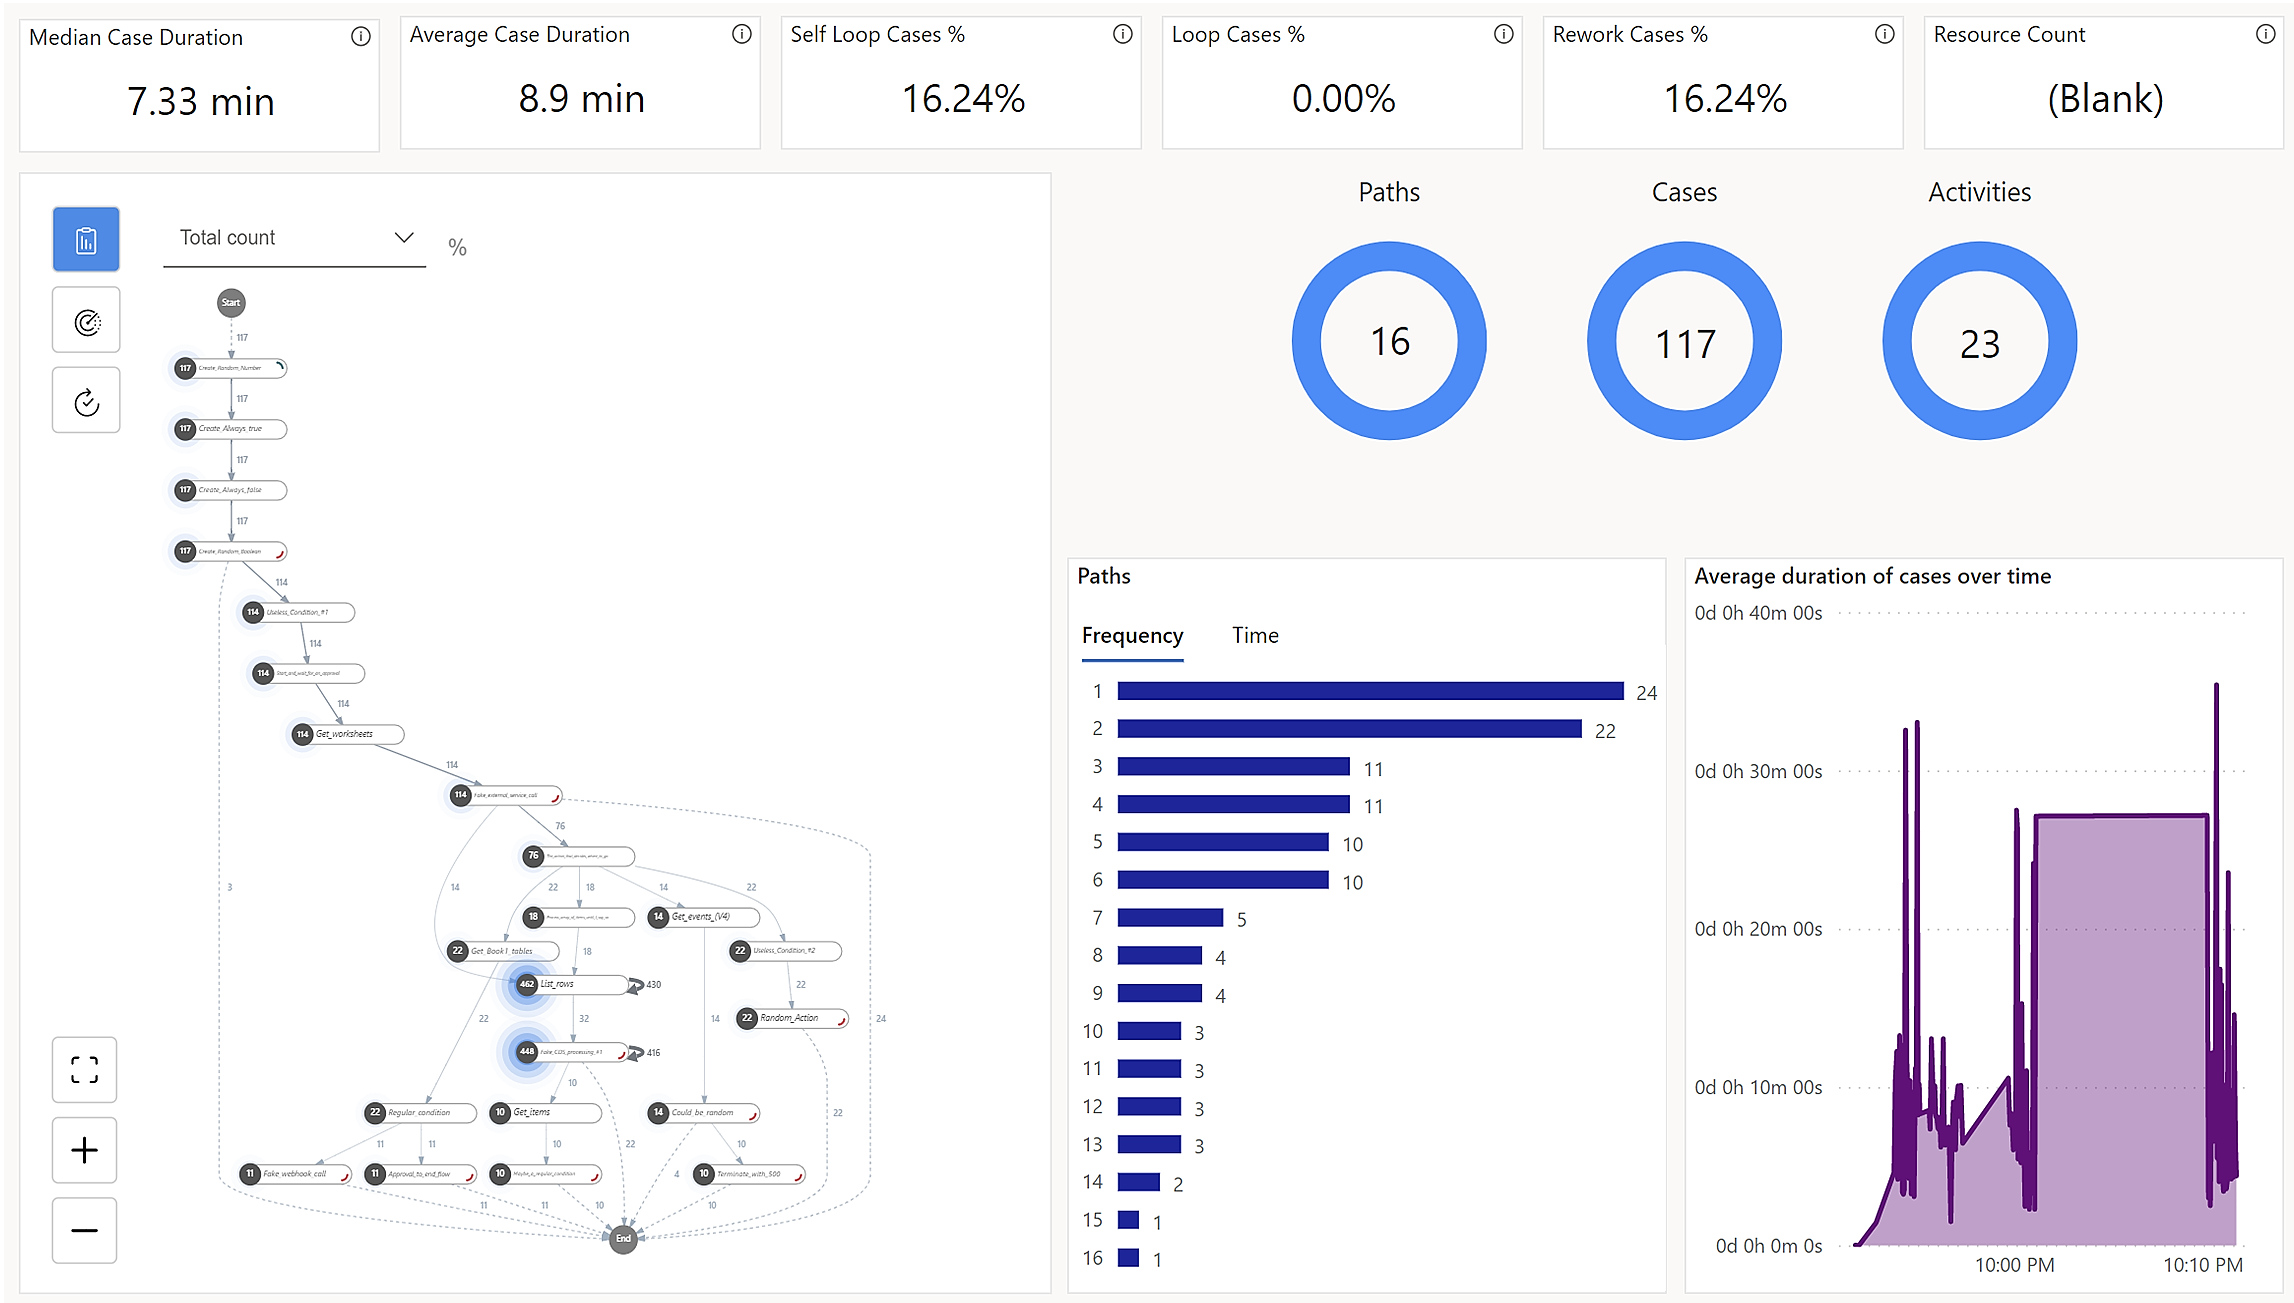 Median Case Duration
7.33 min
Average Case Duration
8.9 min
Self Loop Cases %
16.24%
Loop Cases %
0.00%
Rework Cases %
16.24%
Resource Count
(Blank)
Total count
%
Start
117
117 Create_Random_Number
117
117 Create_Always_true
117
117 Create_Always_false
117
117 Create_Random_Boolean
114
114 Useless_Condition_#1
114
114 Start_and_wait_for_an_approval
114
114 Get_worksheets
114
114 Fake_external_service_call
76
76
3
14
22
18
14
22
18
14 Get_events_(V4)
22 Get_Book1_tables
18
22 Useless_Condition_#2
462 List_rows
430
22
22
32
14
22 Random_Action
24
448 Fake_CDS_processing_#1
416
10
22 Regular_condition
10 Get_items
14 Could_be_random
22
11
11
10
22
10
11 Fake_webhook_call
11 Approval_to_end_flow
10 Maybe_a_regular_condition
4
10 Terminate_with_500
11
11
10
10
End
Paths
16
Cases
117
Activities
23
Paths
Frequency
Time
1 24
2 22
3 11
4 11
5 10
6 10
7 5
8 4
9 4
10 3
11 3
12 3
13 3
14 2
15 1
16 1
Average duration of cases over time
0d 0h 40m 00s
0d 0h 30m 00s
0d 0h 20m 00s
0d 0h 10m 00s
0d 0h 0m 0s
10:00 PM
10:10 PM